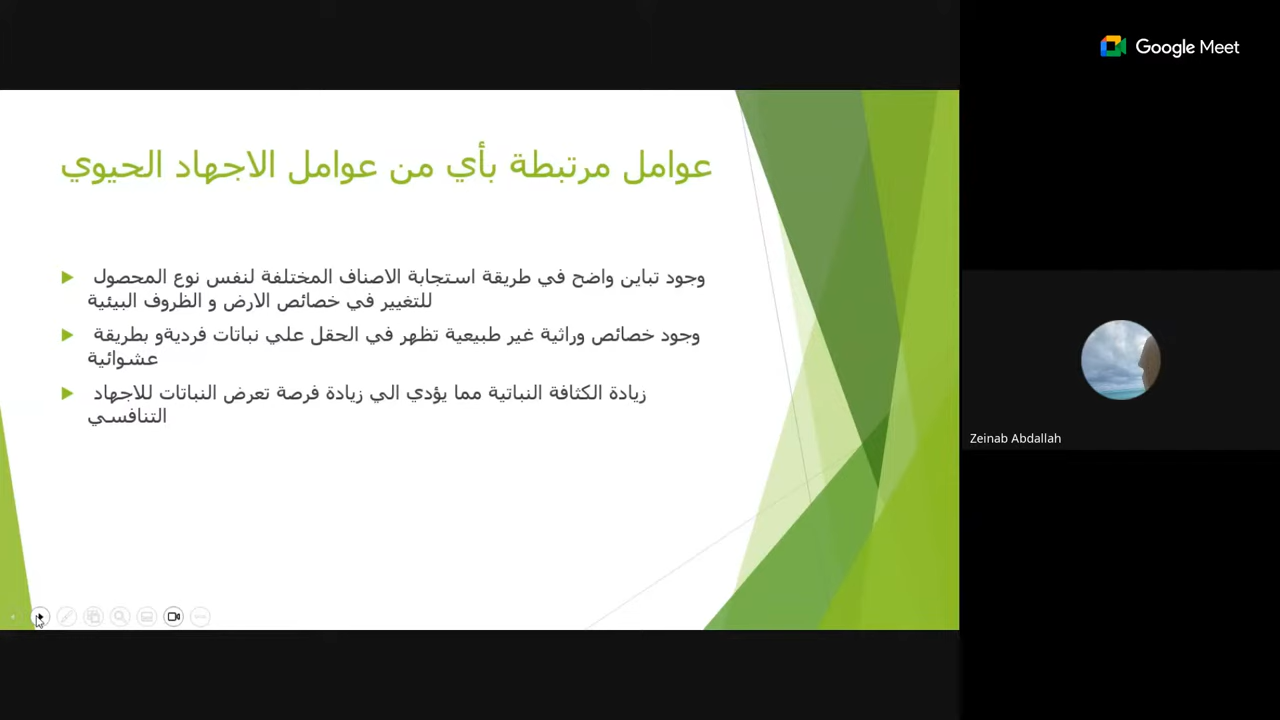 Google Meet
عوامل مرتبطة بأي من عوامل الاجهاد الحيوي
وجود تباين واضح في طريقة استجابة الاصناف المختلفة لنفس نوع المحصول
للتغيير في خصائص الارض و الظروف البيئية
وجود خصائص وراثية غير طبيعية تظهر في الحقل علي نباتات فرديةو بطريقة
عشوائية
زيادة الكثافة النباتية مما يؤدي الي زيادة فرصة تعرض النباتات للاجهاد
التنافسي
Zeinab Abdallah